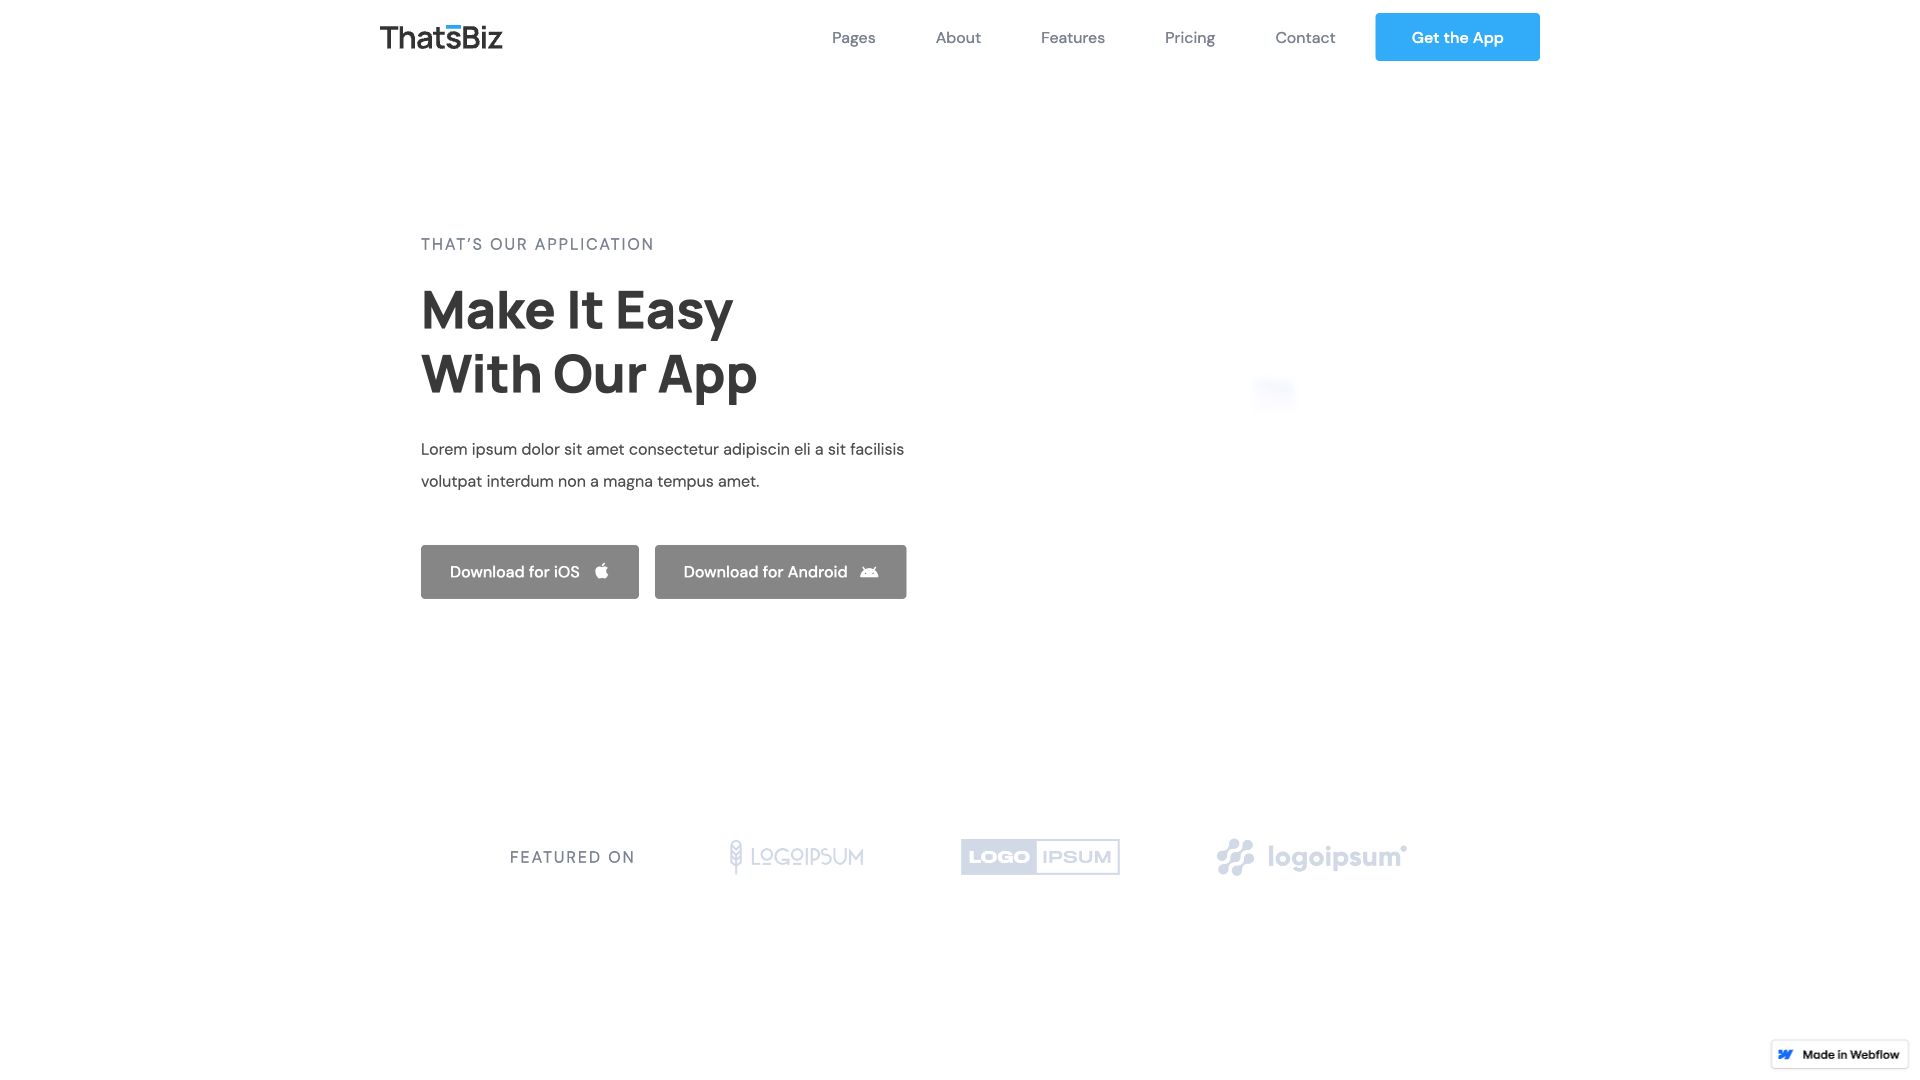 ThatsBiz
Pages
About
Features
Pricing
Contact
Get the App
THAT’S OUR APPLICATION
Make It Easy
With Our App
Lorem ipsum dolor sit amet consectetur adipiscin eli a sit facilisis
volutpat interdum non a magna tempus amet.
Download for iOS
Download for Android
FEATURED ON
LOGOIPSUM
LOGO IPSUM
logoipsum
Made in Webflow